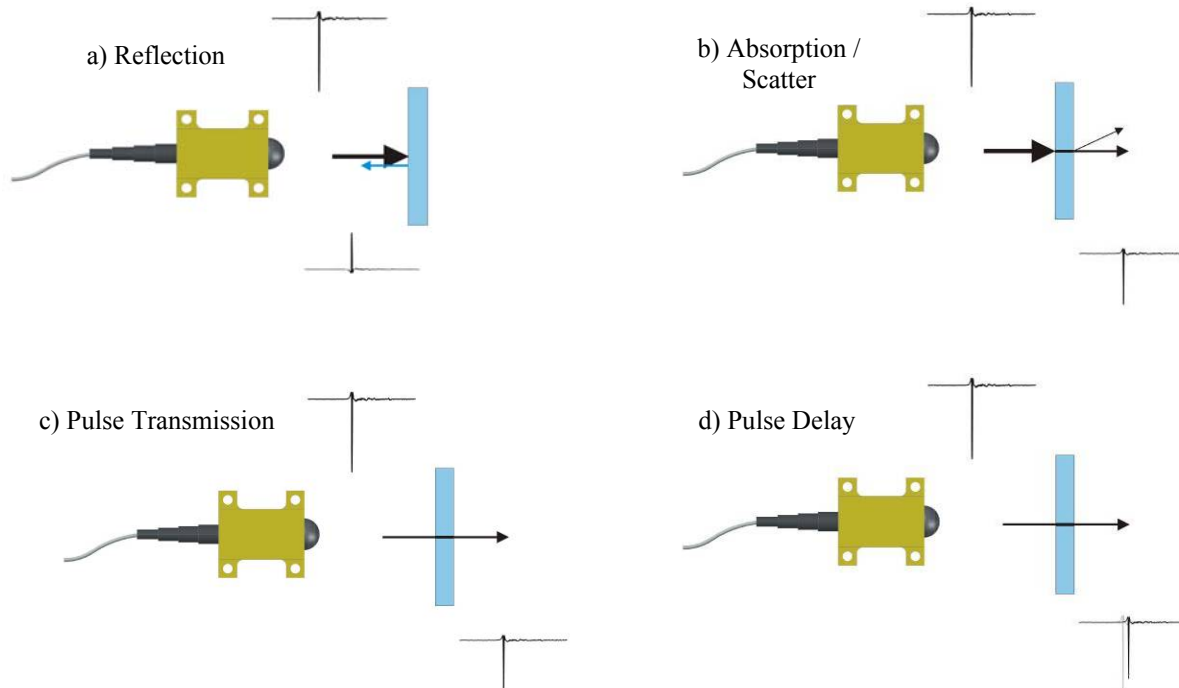 a) Reflection
b) Absorption /
Scatter
c) Pulse Transmission
d) Pulse Delay